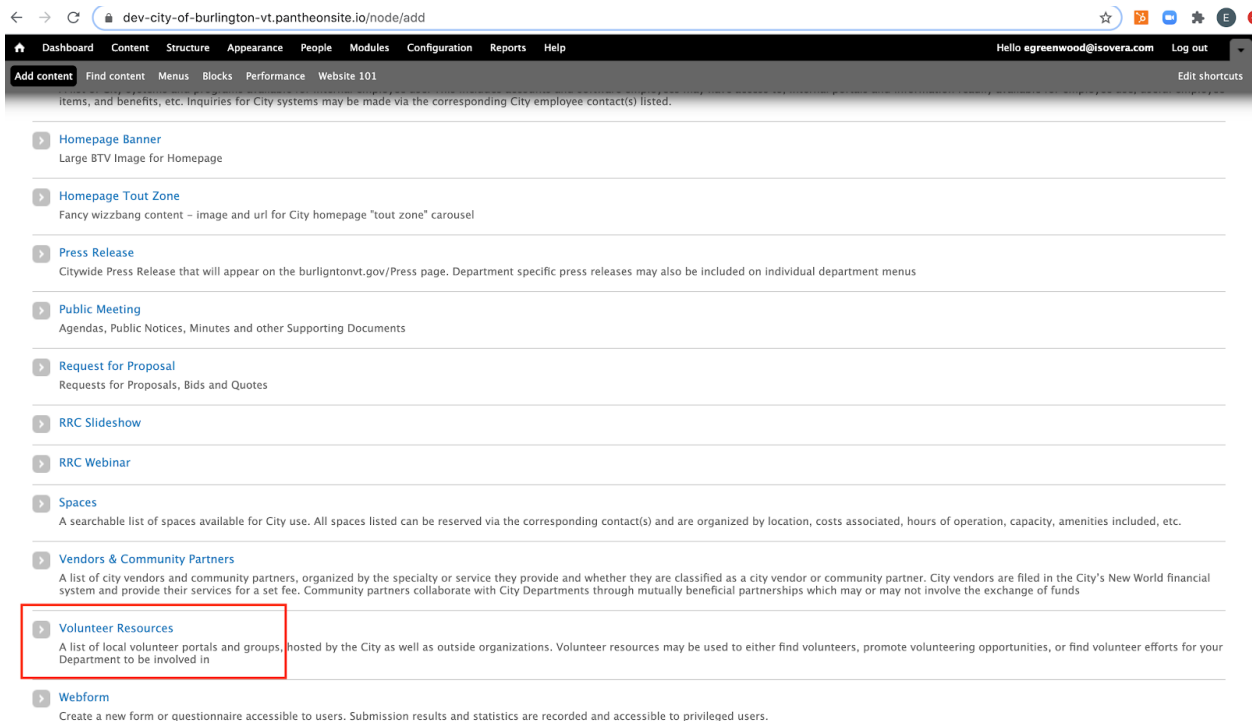 dev-city-of-burlington-vt.pantheonsite.io/node/add
E
Dashboard Content Structure Appearance People Modules Configuration Reports Help Hello egreenwood@isovera.com Log out
Add content Find content Menus Blocks Performance Website 101 Edit shortcuts
items, and benefits, etc. Inquiries for City systems may be made via the corresponding City employee contact(s) listed.
Homepage Banner
Large BTV Image for Homepage
Homepage Tout Zone
Fancy wizzbang content – image and url for City homepage "tout zone" carousel
Press Release
Citywide Press Release that will appear on the burligntonvt.gov/Press page. Department specific press releases may also be included on individual department menus
Public Meeting
Agendas, Public Notices, Minutes and other Supporting Documents
Request for Proposal
Requests for Proposals, Bids and Quotes
RRC Slideshow
RRC Webinar
Spaces
A searchable list of spaces available for City use. All spaces listed can be reserved via the corresponding contact(s) and are organized by location, costs associated, hours of operation, capacity, amenities included, etc.
Vendors & Community Partners
A list of city vendors and community partners, organized by the specialty or service they provide and whether they are classified as a city vendor or community partner. City vendors are filed in the City's New World financial
system and provide their services for a set fee. Community partners collaborate with City Departments through mutually beneficial partnerships which may or may not involve the exchange of funds
Volunteer Resources
A list of local volunteer portals and groups, hosted by the City as well as outside organizations. Volunteer resources may be used to either find volunteers, promote volunteering opportunities, or find volunteer efforts for your
Department to be involved in
Webform
Create a new form or questionnaire accessible to users. Submission results and statistics are recorded and accessible to privileged users.